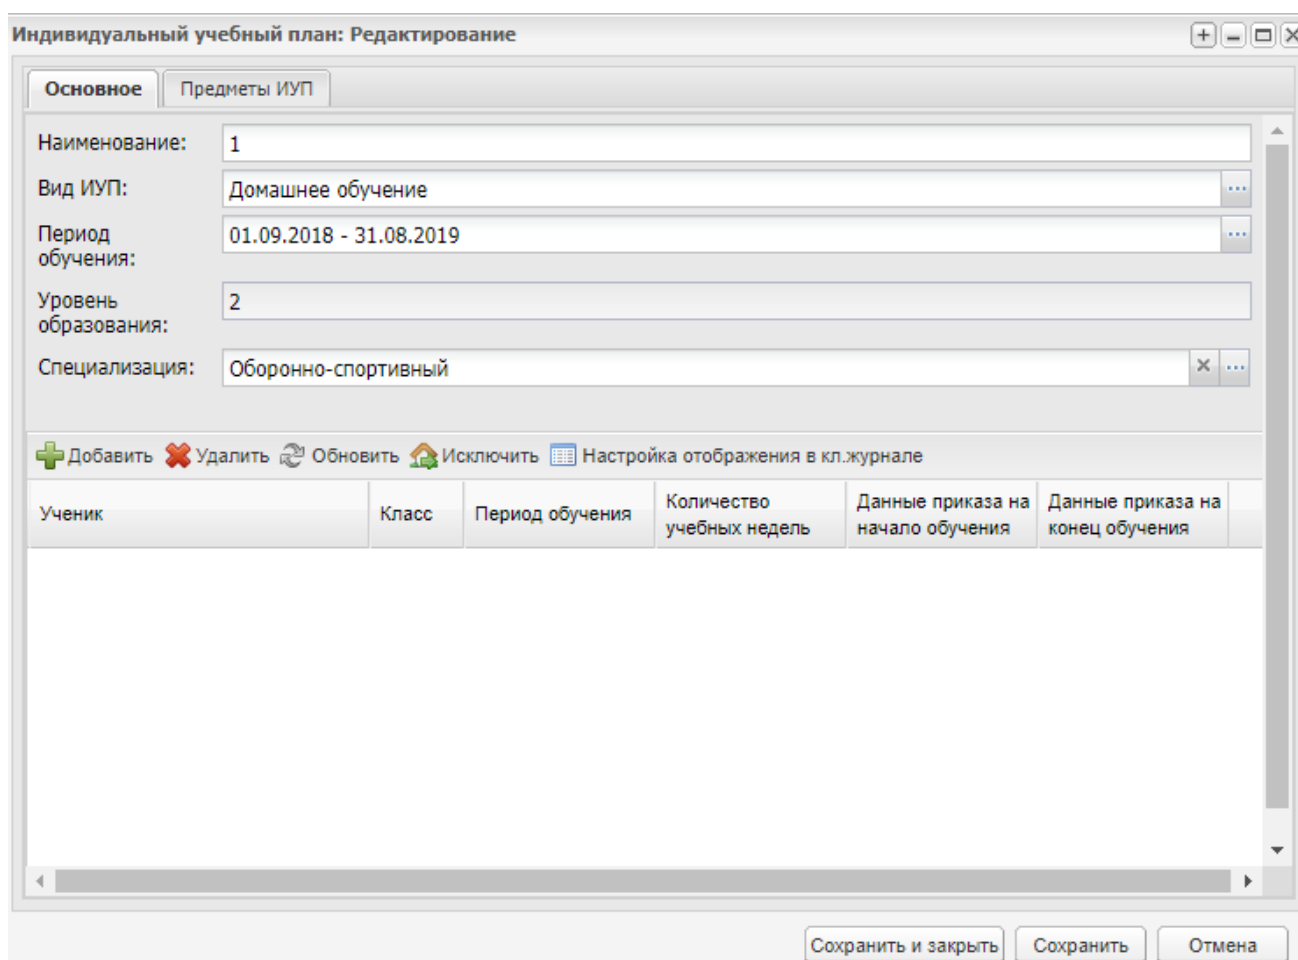 Индивидуальный учебный план: Редактирование
Основное Предметы ИУП
Наименование: 1
Вид ИУП: Домашнее обучение
Период обучения: 01.09.2018 - 31.08.2019
Уровень образования: 2
Специализация: Оборонно-спортивный
Добавить Удалить Обновить Исключить Настройка отображения в кл.журнале
Ученик Класс Период обучения Количество учебных недель Данные приказа на начало обучения Данные приказа на конец обучения
Сохранить и закрыть Сохранить Отмена